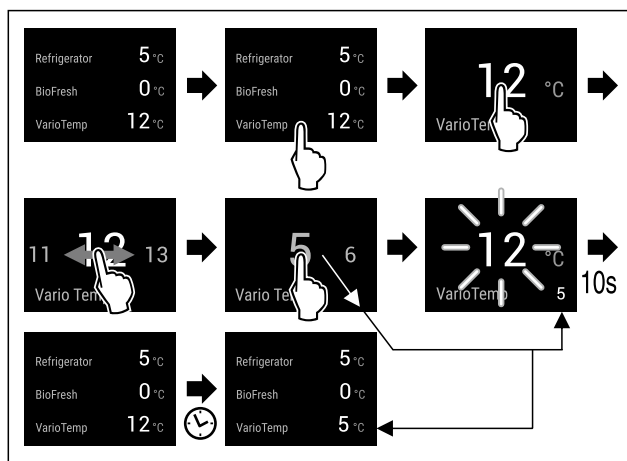 Refrigerator 5 °C
BioFresh 0 °C
VarioTemp 12 °C
Refrigerator 5 °C
BioFresh 0 °C
VarioTemp 12 °C
12 °C
VarioTemp
11 12 13
Vario Tem
5 6
Vario Te
12 °C
VarioTemp 5
10s
Refrigerator 5 °C
BioFresh 0 °C
VarioTemp 12 °C
Refrigerator 5 °C
BioFresh 0 °C
VarioTemp 5 °C